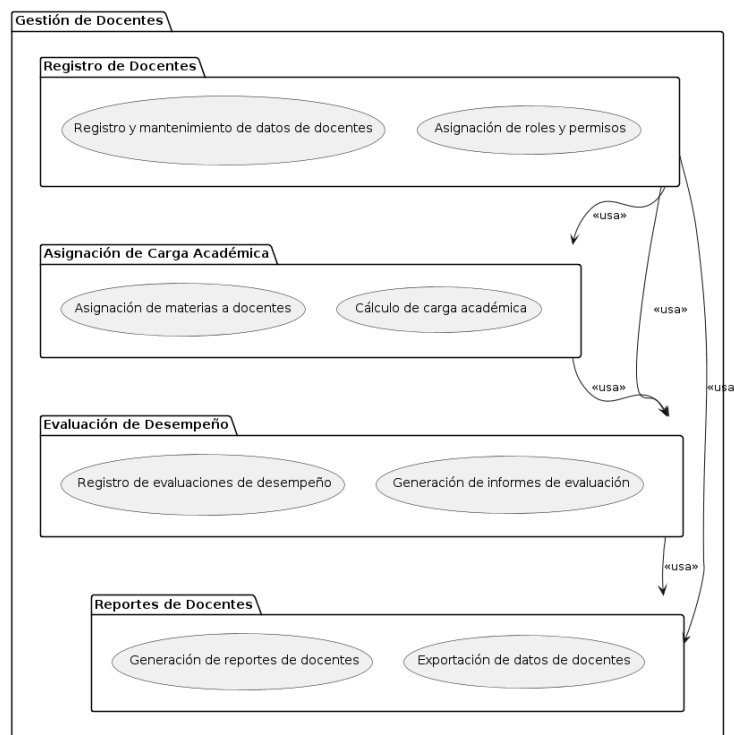 Gestión de Docentes
Registro de Docentes
Registro y mantenimiento de datos de docentes
Asignación de roles y permisos
«usa»
Asignación de Carga Académica
Asignación de materias a docentes
Cálculo de carga académica
«usa»
«usa»
«usa
Evaluación de Desempeño
Registro de evaluaciones de desempeño
Generación de informes de evaluación
«usa»
Reportes de Docentes
Generación de reportes de docentes
Exportación de datos de docentes